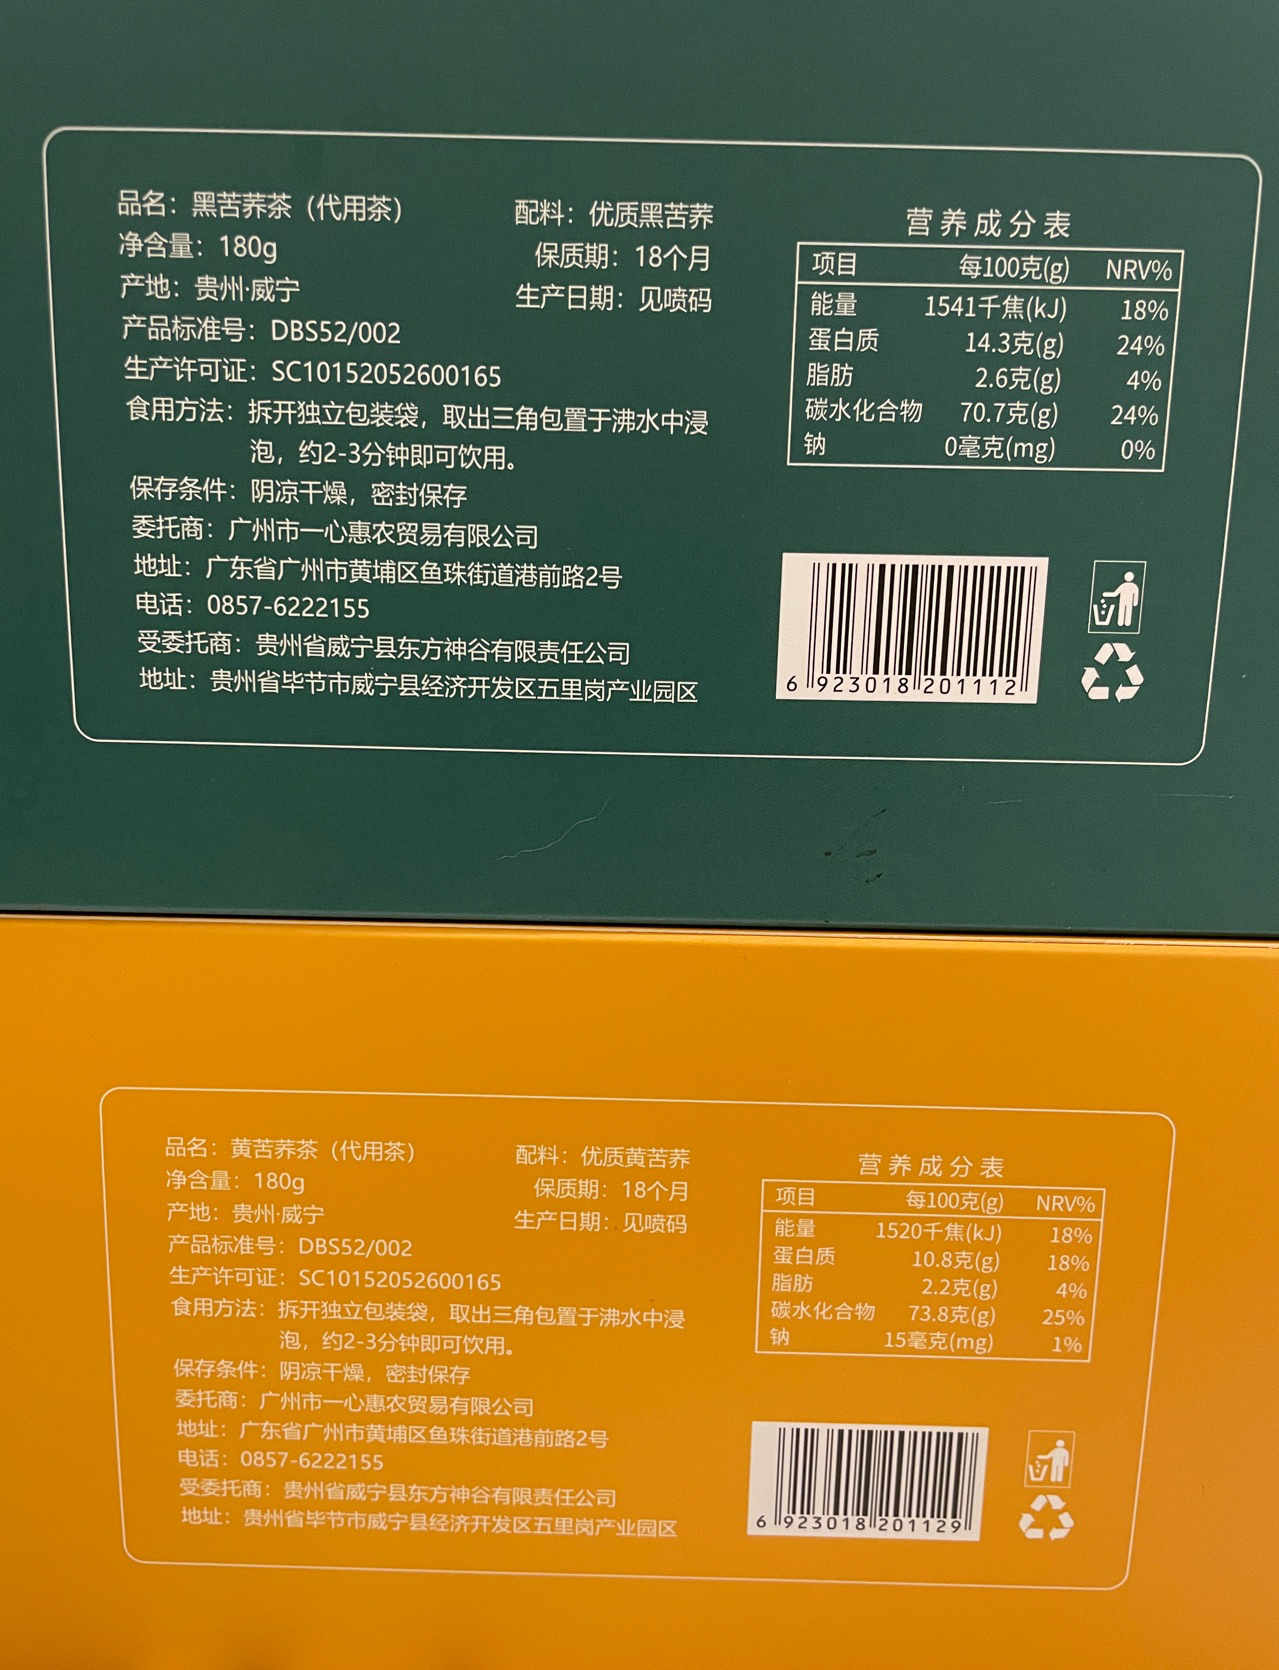 品名：黑苦荞茶（代用茶）
配料：优质黑苦荞
净含量：180g
保质期：18个月
产地：贵州·威宁
生产日期：见喷码
产品标准号：DBS52/002
生产许可证：SC10152052600165
食用方法：拆开独立包装袋，取出三角包置于沸水中浸
泡，约2-3分钟即可饮用。
保存条件：阴凉干燥，密封保存
委托商：广州市一心惠农贸易有限公司
地址：广东省广州市黄埔区鱼珠街道港前路2号
电话：0857-6222155
受委托商：贵州省威宁县东方神谷有限责任公司
地址：贵州省毕节市威宁县经济开发区五里岗产业园区
营养成分表
项目 每100克(g) NRV%
能量 1541千焦(kJ) 18%
蛋白质 14.3克(g) 24%
脂肪 2.6克(g) 4%
碳水化合物 70.7克(g) 24%
钠 0毫克(mg) 0%
6 923018 201112
品名：黄苦荞茶（代用茶）
配料：优质黄苦荞
净含量：180g
保质期：18个月
产地：贵州·威宁
生产日期：见喷码
产品标准号：DBS52/002
生产许可证：SC10152052600165
食用方法：拆开独立包装袋，取出三角包置于沸水中浸
泡，约2-3分钟即可饮用。
保存条件：阴凉干燥，密封保存
委托商：广州市一心惠农贸易有限公司
地址：广东省广州市黄埔区鱼珠街道港前路2号
电话：0857-6222155
受委托商：贵州省威宁县东方神谷有限责任公司
地址：贵州省毕节市威宁县经济开发区五里岗产业园区
营养成分表
项目 每100克(g) NRV%
能量 1520千焦(kJ) 18%
蛋白质 10.8克(g) 18%
脂肪 2.2克(g) 4%
碳水化合物 73.8克(g) 25%
钠 15毫克(mg) 1%
6 923018 201129